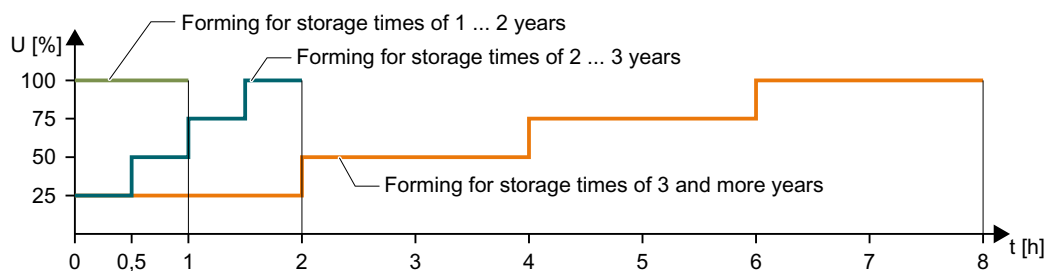 Forming for storage times of 1 ... 2 years
U [%]
Forming for storage times of 2 ... 3 years
100
75
50
Forming for storage times of 3 and more years
25
t [h]
0 0,5 1 2 3 4 5 6 7 8